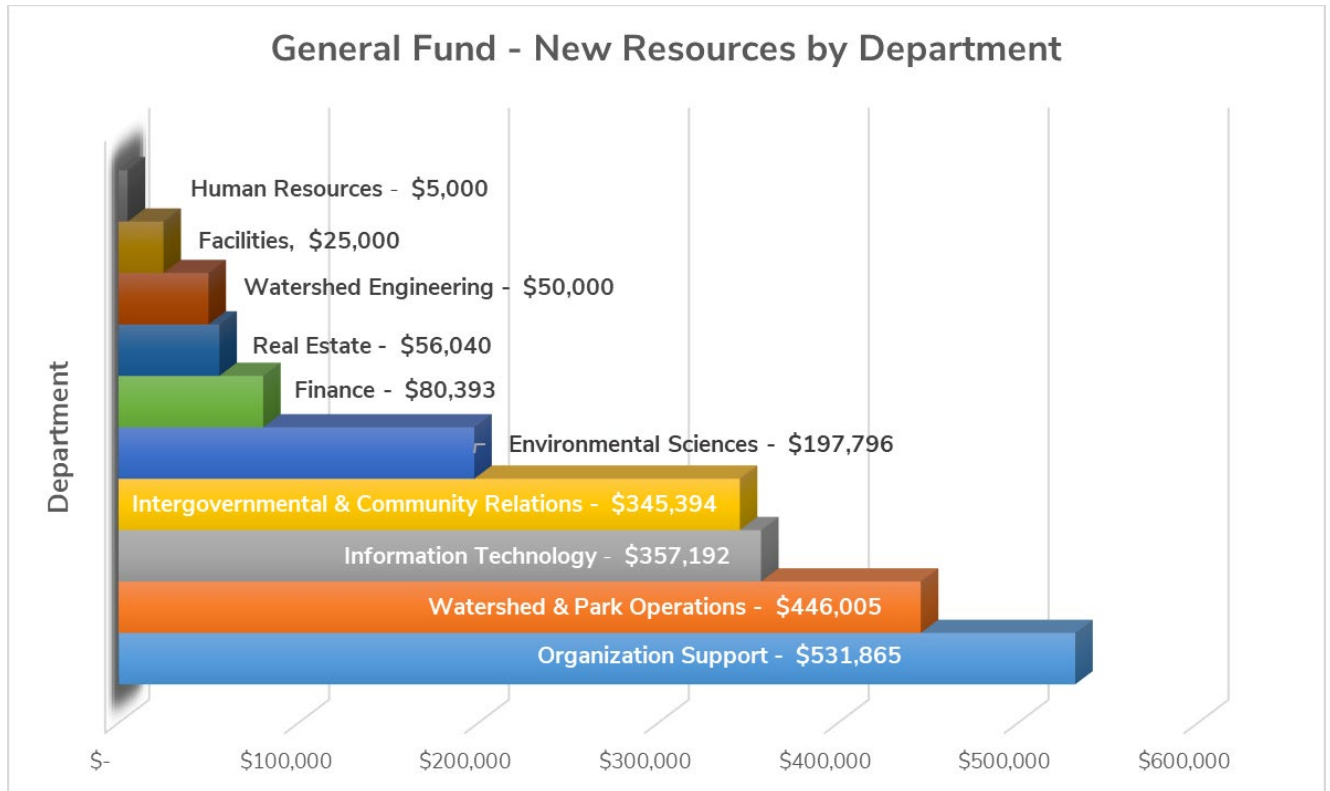 General Fund - New Resources by Department
Human Resources - $5,000
Facilities, $25,000
Watershed Engineering - $50,000
Real Estate - $56,040
Finance - $80,393
Environmental Sciences - $197,796
Intergovernmental & Community Relations - $345,394
Information Technology - $357,192
Watershed & Park Operations - $446,005
Organization Support - $531,865
Department
$- $100,000 $200,000 $300,000 $400,000 $500,000 $600,000